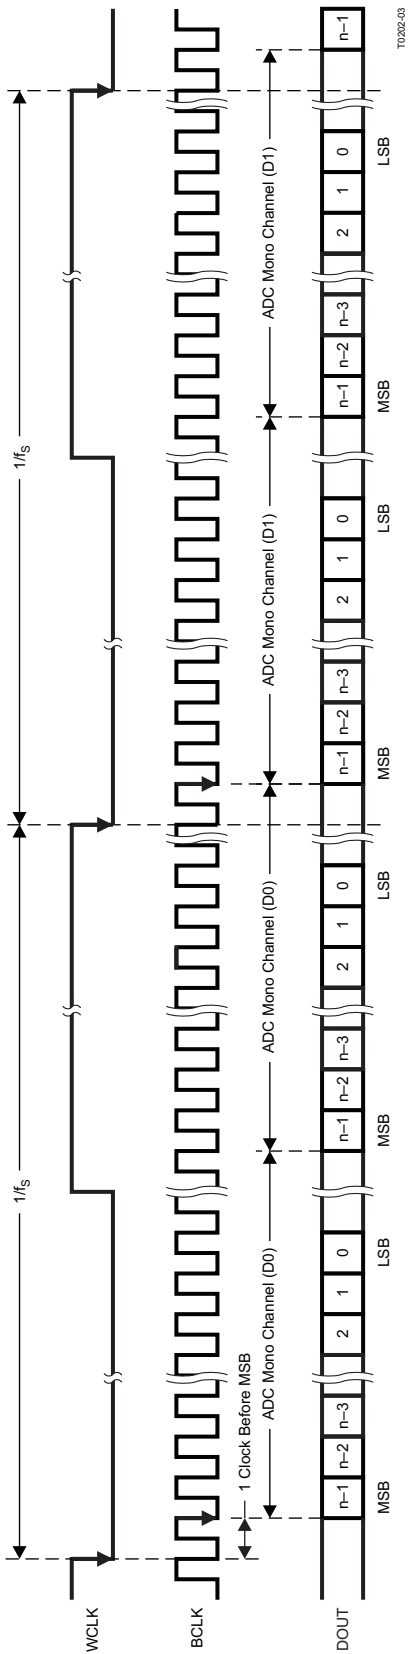 1/fS
1/fS
WCLK
BCLK
1 Clock Before MSB
ADC Mono Channel (D0)
ADC Mono Channel (D0)
ADC Mono Channel (D1)
ADC Mono Channel (D1)
DOUT
n–1 n–2 n–3 2 1 0 n–1 n–2 n–3 2 1 0 n–1 n–2 n–3 2 1 0 n–1 n–2 n–3 2 1 0 n–1
MSB LSB MSB LSB MSB LSB MSB LSB
T0202-03